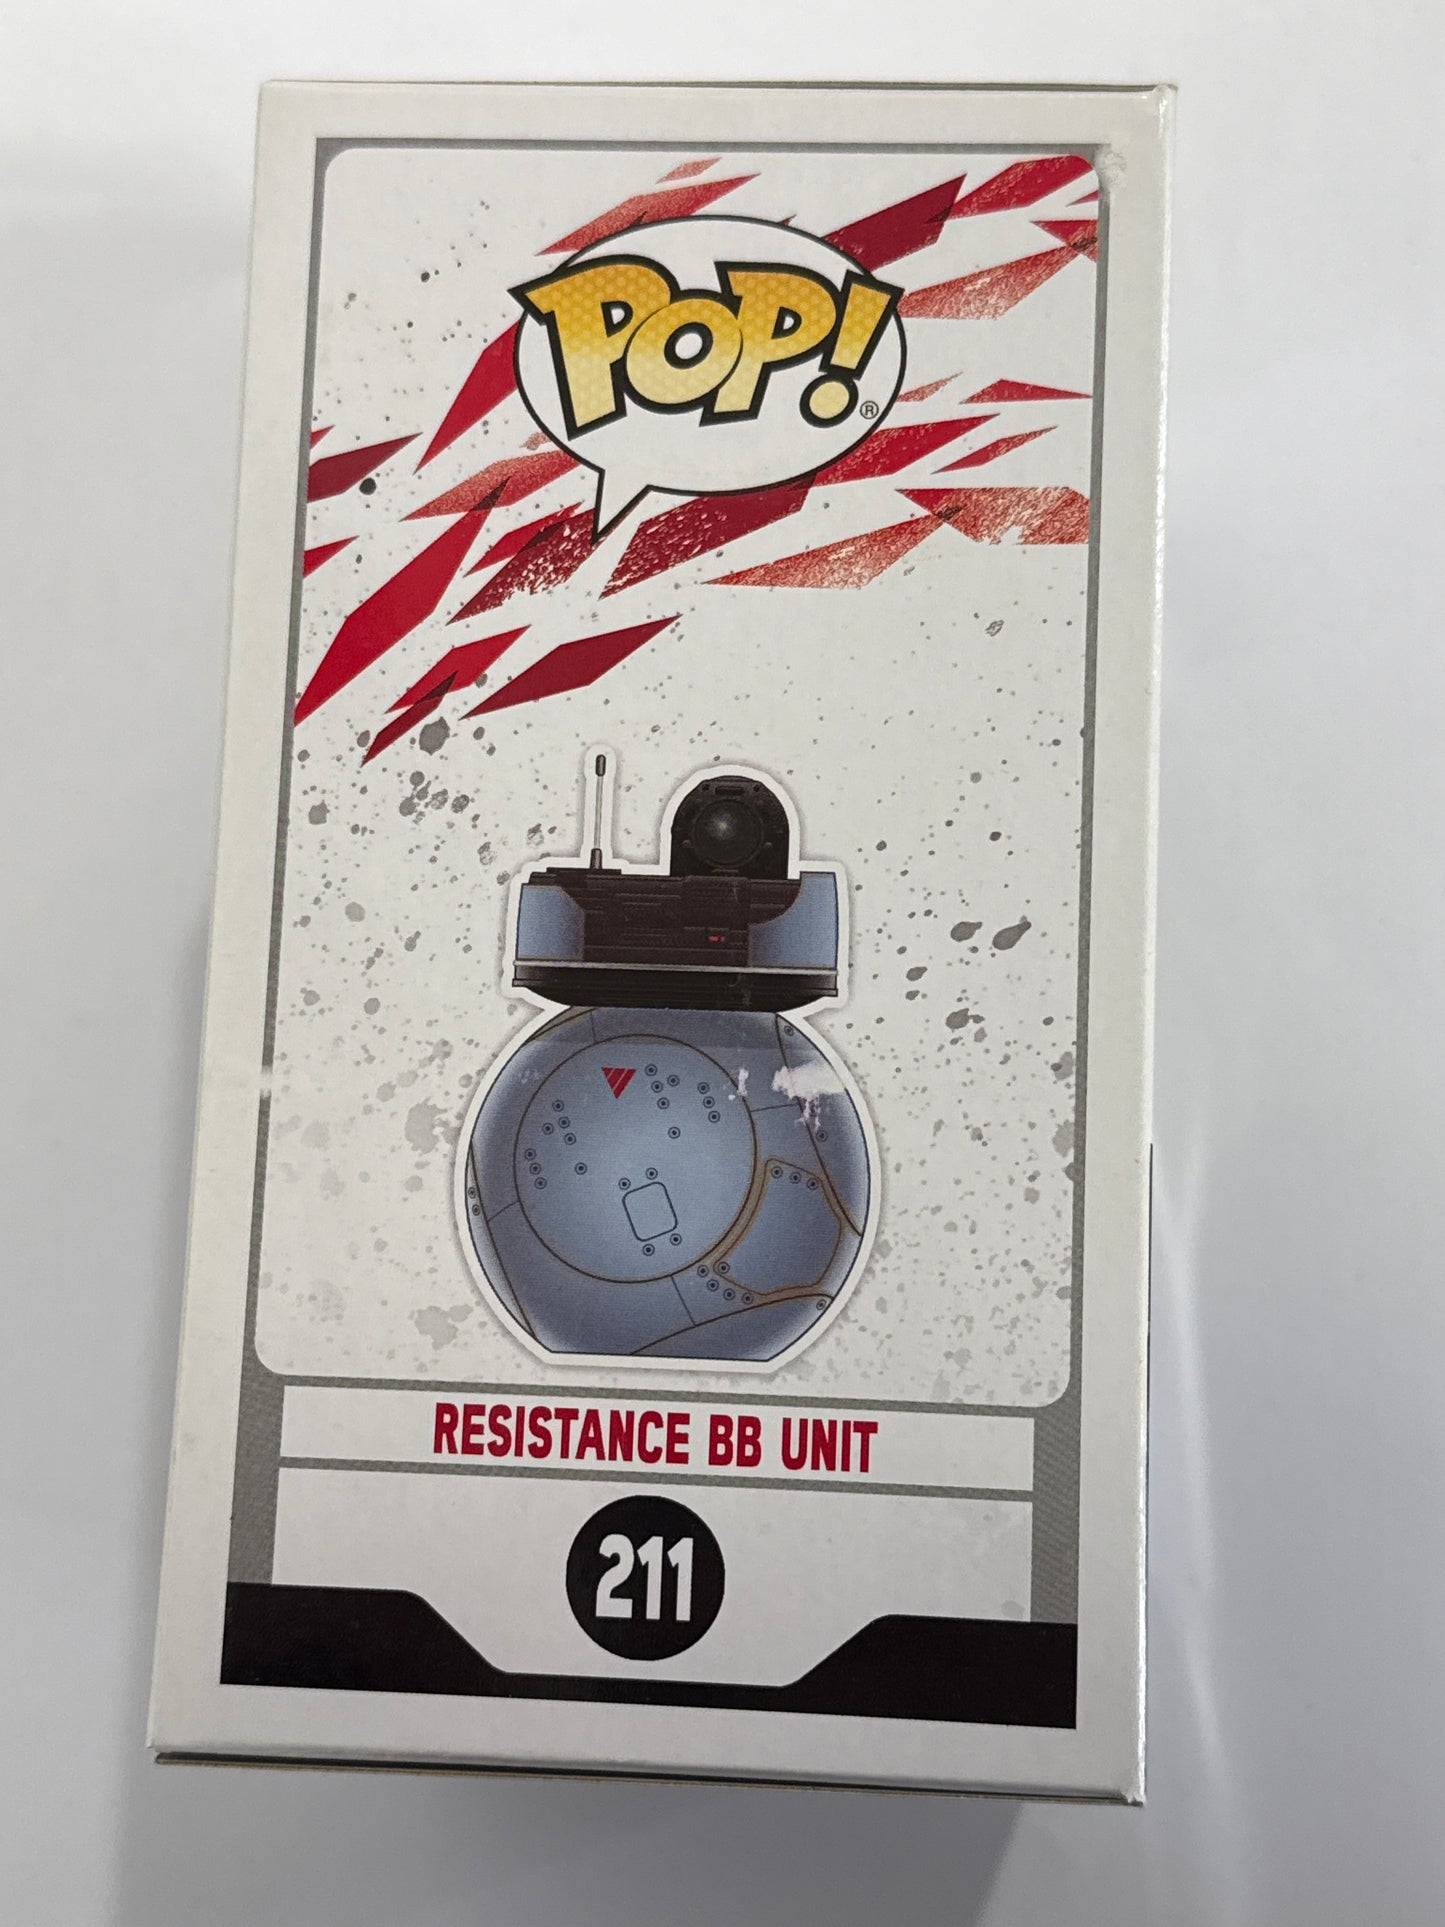 POP!®
RESISTANCE BB UNIT
211